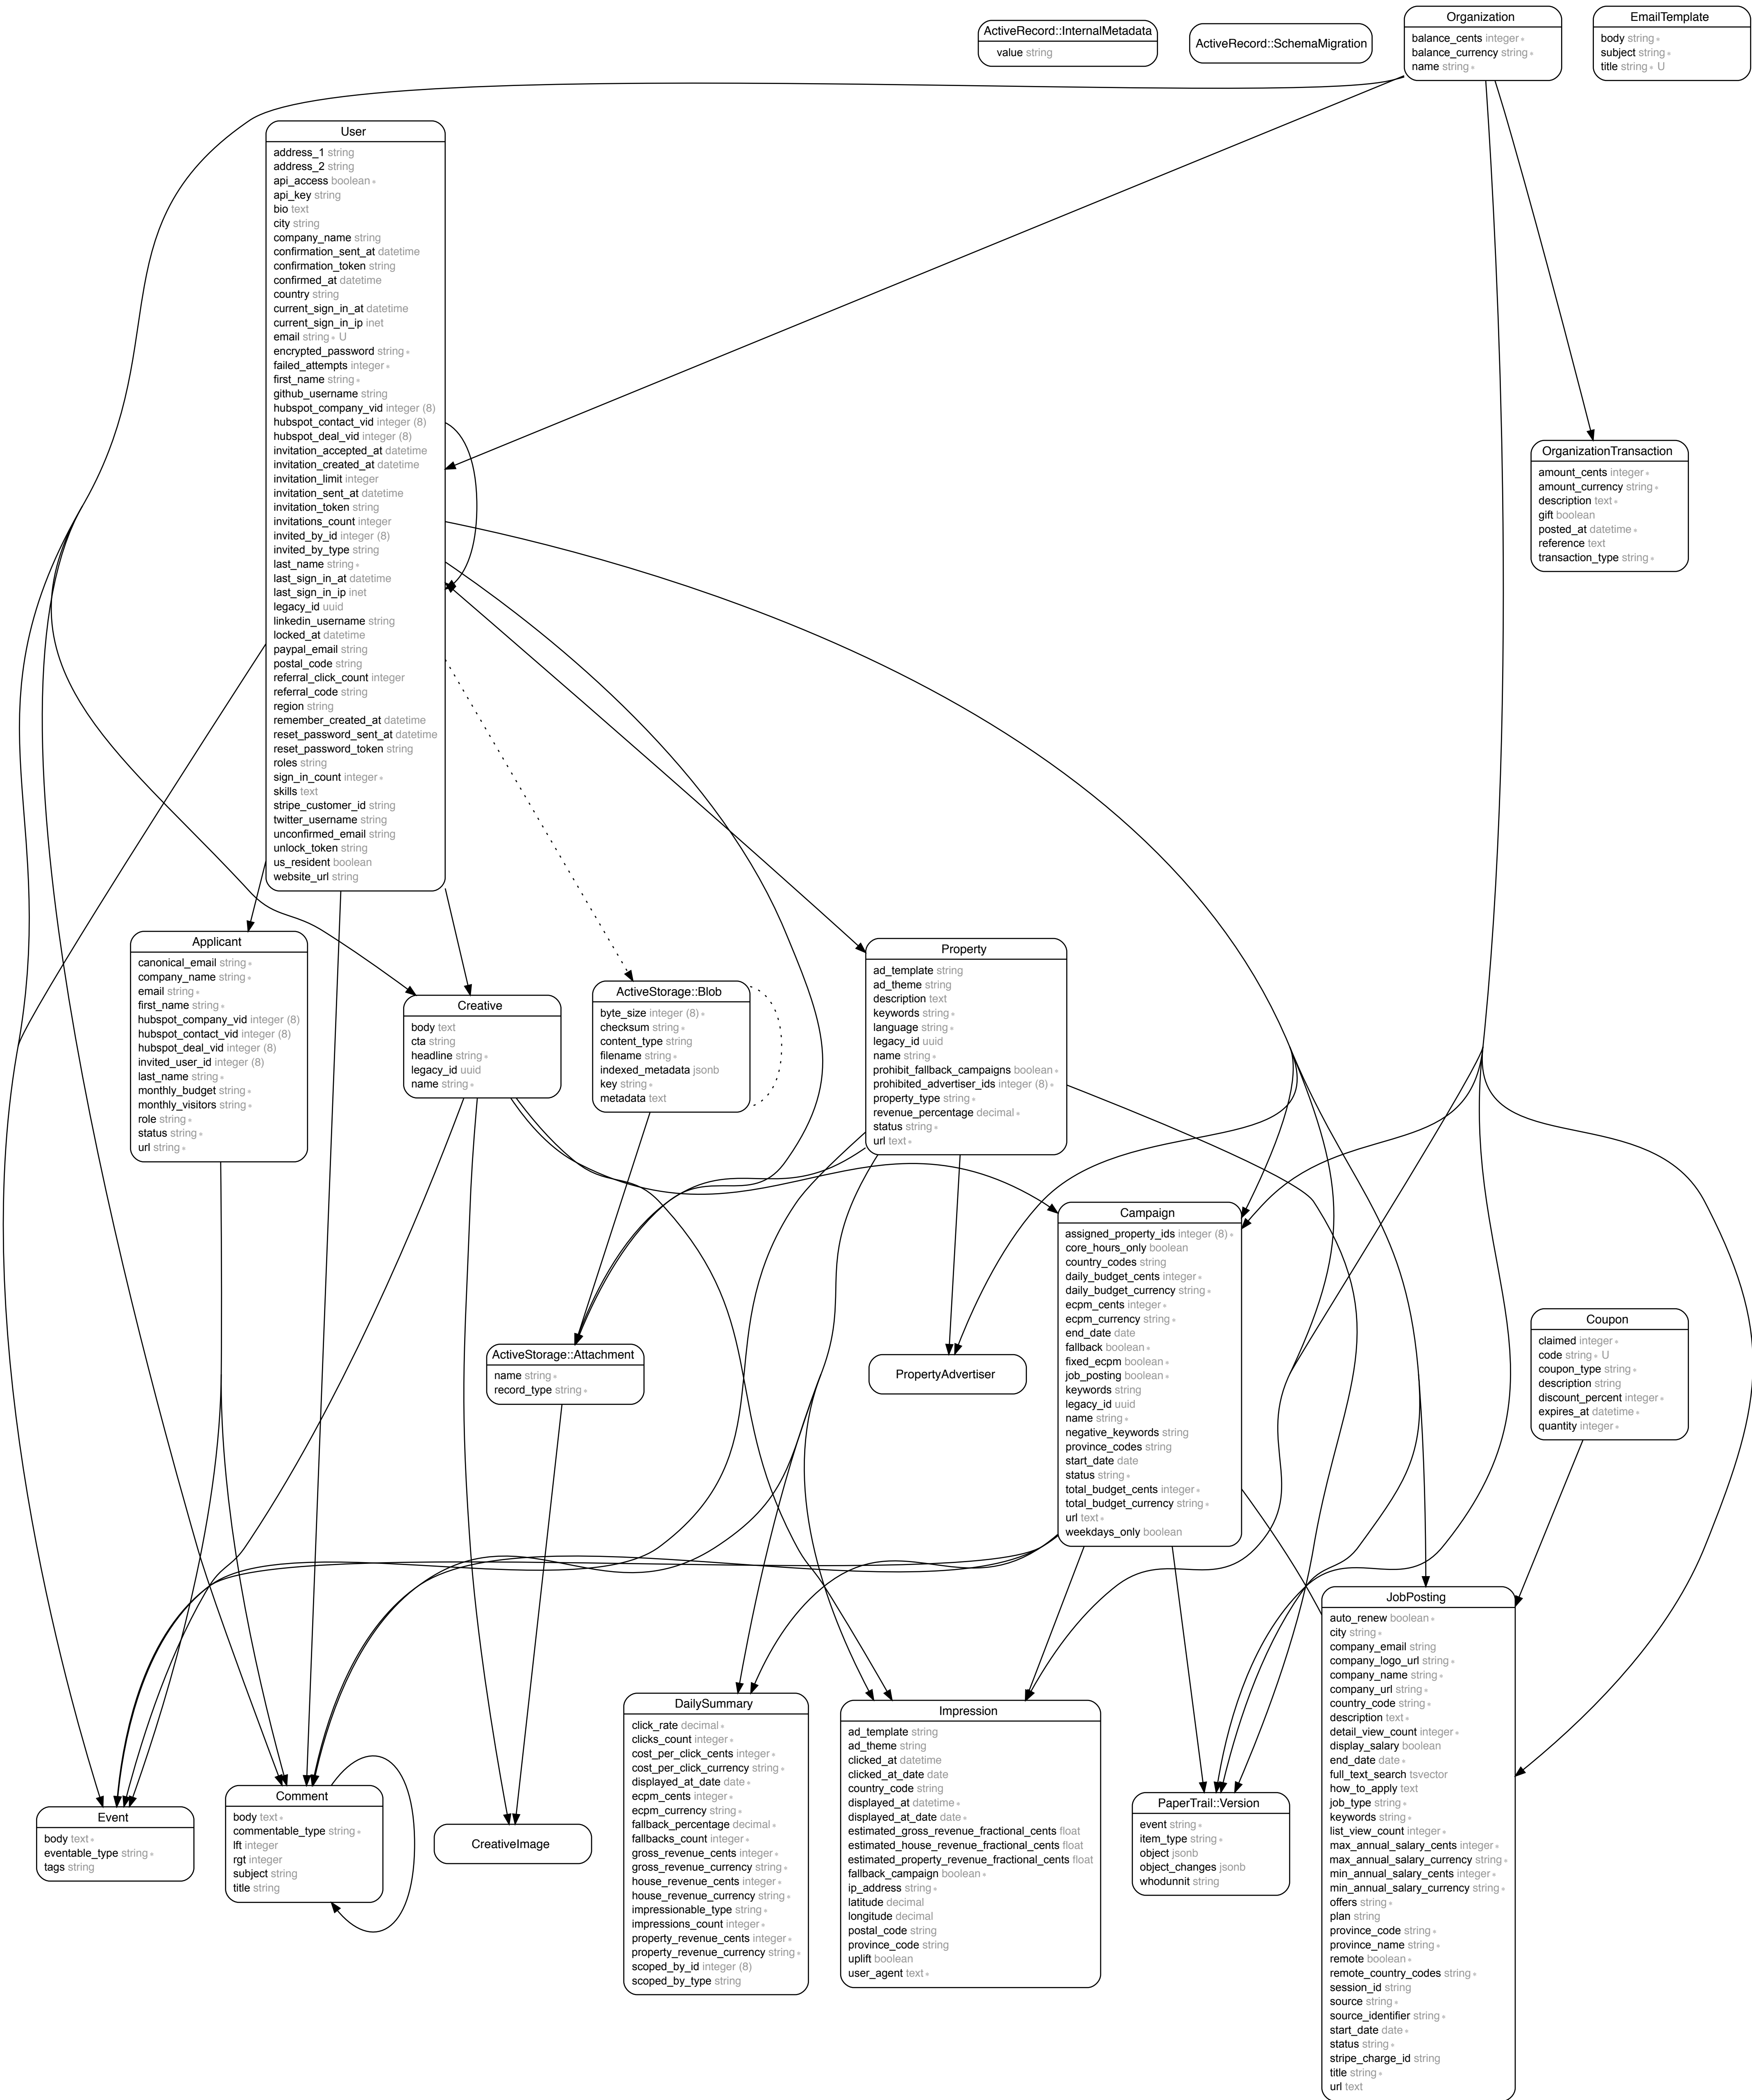 ActiveRecord::InternalMetadata
value string
ActiveRecord::SchemaMigration
Organization
balance_cents integer ∗
balance_currency string ∗
name string ∗
EmailTemplate
body string ∗
subject string ∗
title string ∗ U
User
address_1 string
address_2 string
api_access boolean ∗
api_key string
bio text
city string
company_name string
confirmation_sent_at datetime
confirmation_token string
confirmed_at datetime
country string
current_sign_in_at datetime
current_sign_in_ip inet
email string ∗ U
encrypted_password string ∗
failed_attempts integer ∗
first_name string ∗
github_username string
hubspot_company_vid integer (8)
hubspot_contact_vid integer (8)
hubspot_deal_vid integer (8)
invitation_accepted_at datetime
invitation_created_at datetime
invitation_limit integer
invitation_sent_at datetime
invitation_token string
invitations_count integer
invited_by_id integer (8)
invited_by_type string
last_name string ∗
last_sign_in_at datetime
last_sign_in_ip inet
legacy_id uuid
linkedin_username string
locked_at datetime
paypal_email string
postal_code string
referral_click_count integer
referral_code string
region string
remember_created_at datetime
reset_password_sent_at datetime
reset_password_token string
roles string
sign_in_count integer ∗
skills text
stripe_customer_id string
twitter_username string
unconfirmed_email string
unlock_token string
us_resident boolean
website_url string
OrganizationTransaction
amount_cents integer ∗
amount_currency string ∗
description text ∗
gift boolean
posted_at datetime ∗
reference text
transaction_type string ∗
Applicant
canonical_email string ∗
company_name string ∗
email string ∗
first_name string ∗
hubspot_company_vid integer (8)
hubspot_contact_vid integer (8)
hubspot_deal_vid integer (8)
invited_user_id integer (8)
last_name string ∗
monthly_budget string ∗
monthly_visitors string ∗
role string ∗
status string ∗
url string ∗
Creative
body text
cta string
headline string ∗
legacy_id uuid
name string ∗
ActiveStorage::Blob
byte_size integer (8) ∗
checksum string ∗
content_type string
filename string ∗
indexed_metadata jsonb
key string ∗
metadata text
Property
ad_template string
ad_theme string
description text
keywords string ∗
language string ∗
legacy_id uuid
name string ∗
prohibit_fallback_campaigns boolean ∗
prohibited_advertiser_ids integer (8) ∗
property_type string ∗
revenue_percentage decimal ∗
status string ∗
url text ∗
Campaign
assigned_property_ids integer (8) ∗
core_hours_only boolean
country_codes string
daily_budget_cents integer ∗
daily_budget_currency string ∗
ecpm_cents integer ∗
ecpm_currency string ∗
end_date date
fallback boolean ∗
fixed_ecpm boolean ∗
job_posting boolean ∗
keywords string
legacy_id uuid
name string ∗
negative_keywords string
province_codes string
start_date date
status string ∗
total_budget_cents integer ∗
total_budget_currency string ∗
url text ∗
weekdays_only boolean
ActiveStorage::Attachment
name string ∗
record_type string ∗
PropertyAdvertiser
Coupon
claimed integer ∗
code string ∗ U
coupon_type string ∗
description string
discount_percent integer ∗
expires_at datetime ∗
quantity integer ∗
JobPosting
auto_renew boolean ∗
city string ∗
company_email string
company_logo_url string ∗
company_name string ∗
company_url string ∗
country_code string ∗
description text ∗
detail_view_count integer ∗
display_salary boolean
end_date date ∗
full_text_search tsvector
how_to_apply text
job_type string ∗
keywords string ∗
list_view_count integer ∗
max_annual_salary_cents integer ∗
max_annual_salary_currency string ∗
min_annual_salary_cents integer ∗
min_annual_salary_currency string ∗
offers string ∗
plan string
province_code string ∗
province_name string ∗
remote boolean ∗
remote_country_codes string ∗
session_id string
source string ∗
source_identifier string ∗
start_date date ∗
status string ∗
stripe_charge_id string
title string ∗
url text
DailySummary
click_rate decimal ∗
clicks_count integer ∗
cost_per_click_cents integer ∗
cost_per_click_currency string ∗
displayed_at_date date ∗
ecpm_cents integer ∗
ecpm_currency string ∗
fallback_percentage decimal ∗
fallbacks_count integer ∗
gross_revenue_cents integer ∗
gross_revenue_currency string ∗
house_revenue_cents integer ∗
house_revenue_currency string ∗
impressionable_type string ∗
impressions_count integer ∗
property_revenue_cents integer ∗
property_revenue_currency string ∗
scoped_by_id integer (8)
scoped_by_type string
Impression
ad_template string
ad_theme string
clicked_at datetime
clicked_at_date date
country_code string
displayed_at datetime ∗
displayed_at_date date ∗
estimated_gross_revenue_fractional_cents float
estimated_house_revenue_fractional_cents float
estimated_property_revenue_fractional_cents float
fallback_campaign boolean ∗
ip_address string ∗
latitude decimal
longitude decimal
postal_code string
province_code string
uplift boolean
user_agent text ∗
PaperTrail::Version
event string ∗
item_type string ∗
object jsonb
object_changes jsonb
whodunnit string
Event
body text ∗
eventable_type string ∗
tags string
Comment
body text ∗
commentable_type string ∗
lft integer
rgt integer
subject string
title string
CreativeImage